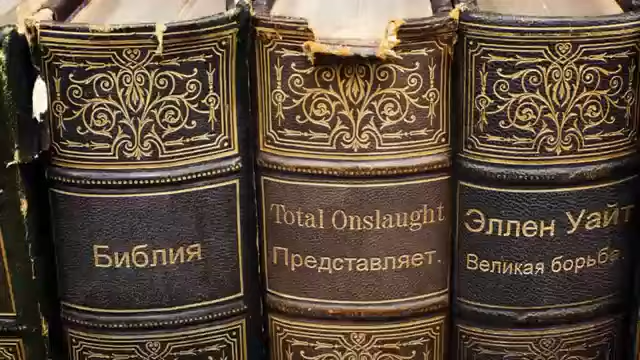 Библия
Total Onslaught
Представляет.
Эллен Уайт
Великая борьба.